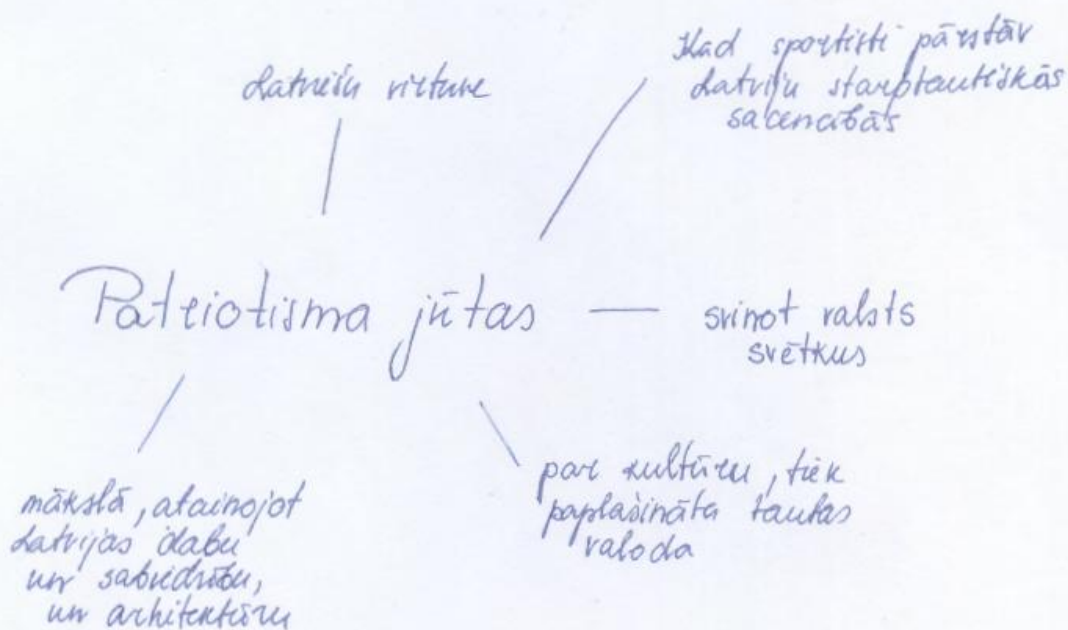 Latviešu virtuve
Kad sportisti pārstāv
Latviju starptautiskās
sacencībās
Patriotisma jūtas
svinot valsts
svētkus
par kultūru, tiek
paplašināta tautas
valoda
mākslā, atainojot
Latvijas dabu
un sabiedrību,
un arhitektūru